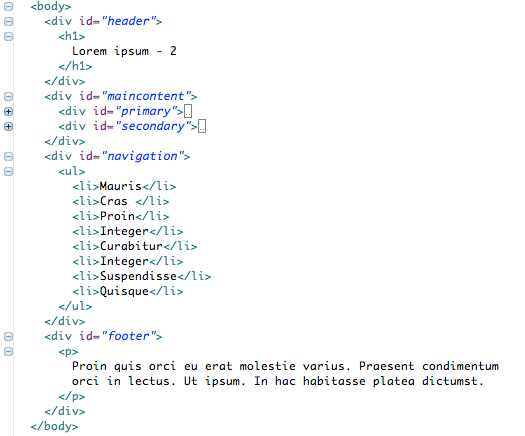 <body>
<div id="header">
<h1>
Lorem ipsum - 2
</h1>
</div>
<div id="maincontent">
<div id="primary">..
<div id="secondary">..
</div>
<div id="navigation">
<ul>
<li>Mauris</li>
<li>Cras </li>
<li>Proin</li>
<li>Integer</li>
<li>Curabitur</li>
<li>Integer</li>
<li>Suspendisse</li>
<li>Quisque</li>
</ul>
</div>
<div id="footer">
<p>
Proin quis orci eu erat molestie varius. Praesent condimentum
orci in lectus. Ut ipsum. In hac habitasse platea dictumst.
</p>
</div>
</body>